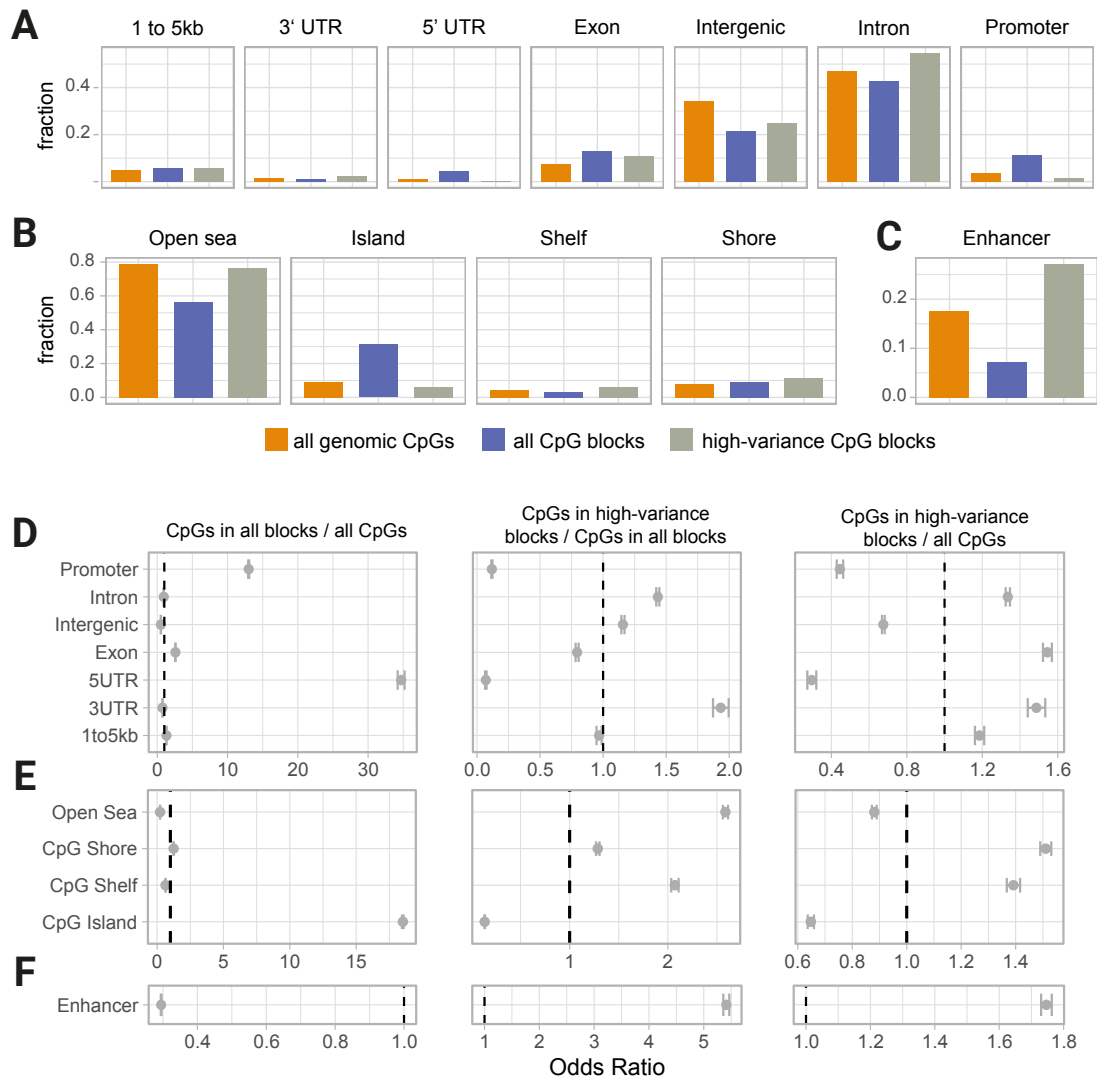 A
1 to 5kb
3‘ UTR
5’ UTR
Exon
Intergenic
Intron
Promoter
fraction
0.4
0.2
B
Open sea
Island
Shelf
Shore
C
Enhancer
fraction
0.8
0.6
0.4
0.2
0.0
0.2
0.1
0.0
all genomic CpGs
all CpG blocks
high-variance CpG blocks
D
CpGs in all blocks / all CpGs
CpGs in high-variance
blocks / CpGs in all blocks
CpGs in high-variance
blocks / all CpGs
Promoter
Intron
Intergenic
Exon
5UTR
3UTR
1to5kb
0 10 20 30
0.0 0.5 1.0 1.5 2.0
0.4 0.8 1.2 1.6
E
Open Sea
CpG Shore
CpG Shelf
CpG Island
0 5 10 15
1 2
0.6 0.8 1.0 1.2 1.4
F
Enhancer
0.4 0.6 0.8 1.0
1 2 3 4 5
1.0 1.2 1.4 1.6 1.8
Odds Ratio